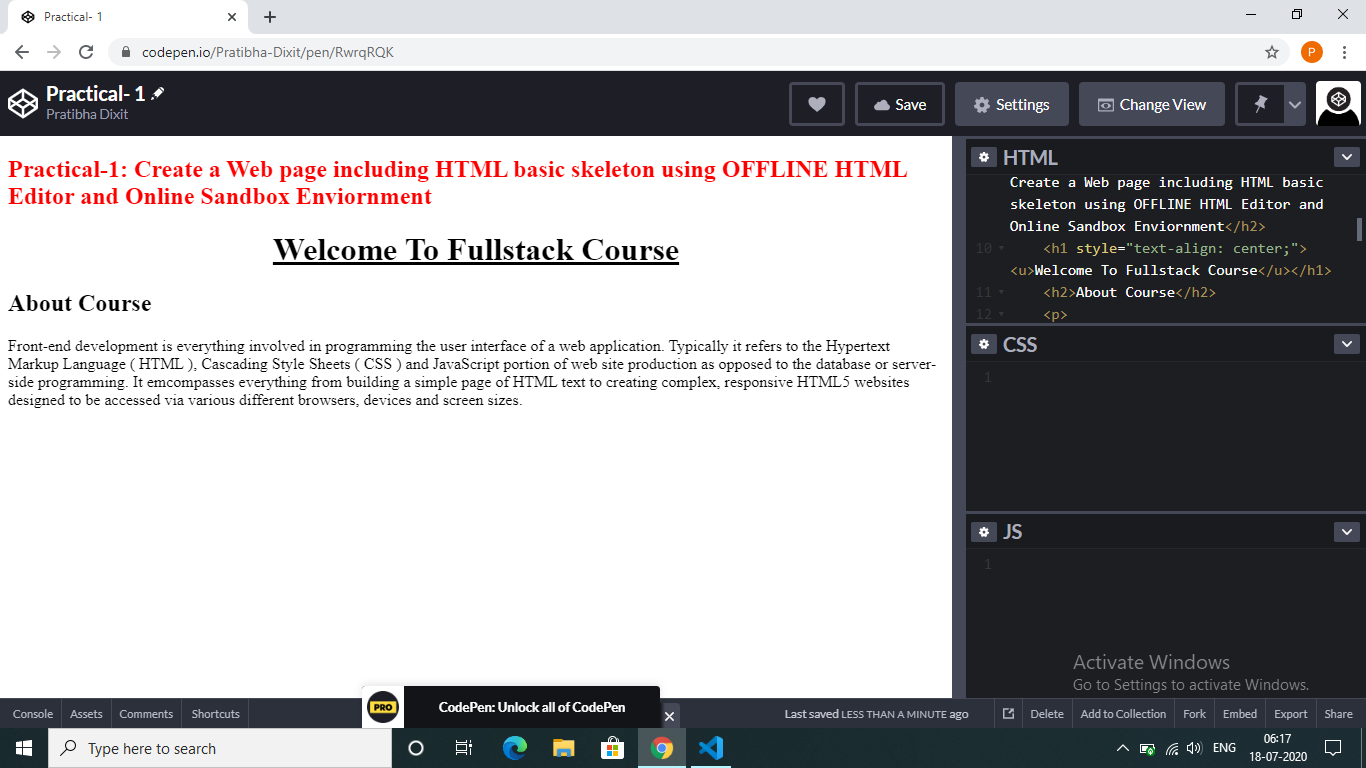 Practical- 1
codepen.io/Pratibha-Dixit/pen/RwrqRQK
P
Practical- 1
Pratibha Dixit
Save
Settings
Change View
Practical-1: Create a Web page including HTML basic skeleton using OFFLINE HTML
Editor and Online Sandbox Enviornment
Welcome To Fullstack Course
About Course
Front-end development is everything involved in programming the user interface of a web application. Typically it refers to the Hypertext
Markup Language ( HTML ), Cascading Style Sheets ( CSS ) and JavaScript portion of web site production as opposed to the database or server-
side programming. It emcompasses everything from building a simple page of HTML text to creating complex, responsive HTML5 websites
designed to be accessed via various different browsers, devices and screen sizes.
HTML
Create a Web page including HTML basic
skeleton using OFFLINE HTML Editor and
Online Sandbox Enviornment</h2>
10 <h1 style="text-align: center;">
<u>Welcome To Fullstack Course</u></h1>
11 <h2>About Course</h2>
12 <p>
CSS
1
JS
1
Activate Windows
Go to Settings to activate Windows.
PRO
CodePen: Unlock all of CodePen
Console Assets Comments Shortcuts
Last saved LESS THAN A MINUTE ago
Delete Add to Collection Fork Embed Export Share
Type here to search
ENG
06:17
18-07-2020